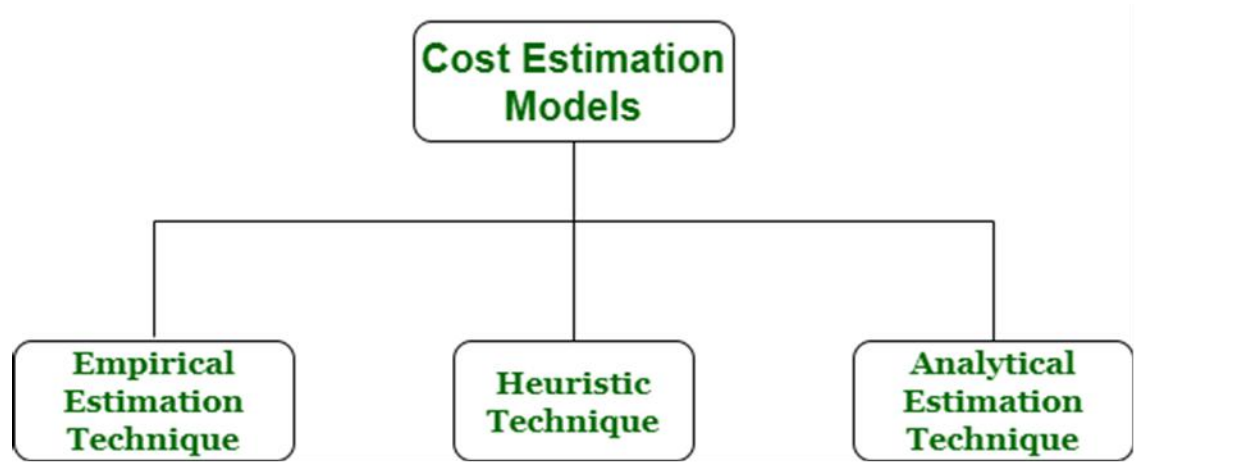 Cost Estimation
Models
Empirical
Estimation
Technique
Heuristic
Technique
Analytical
Estimation
Technique